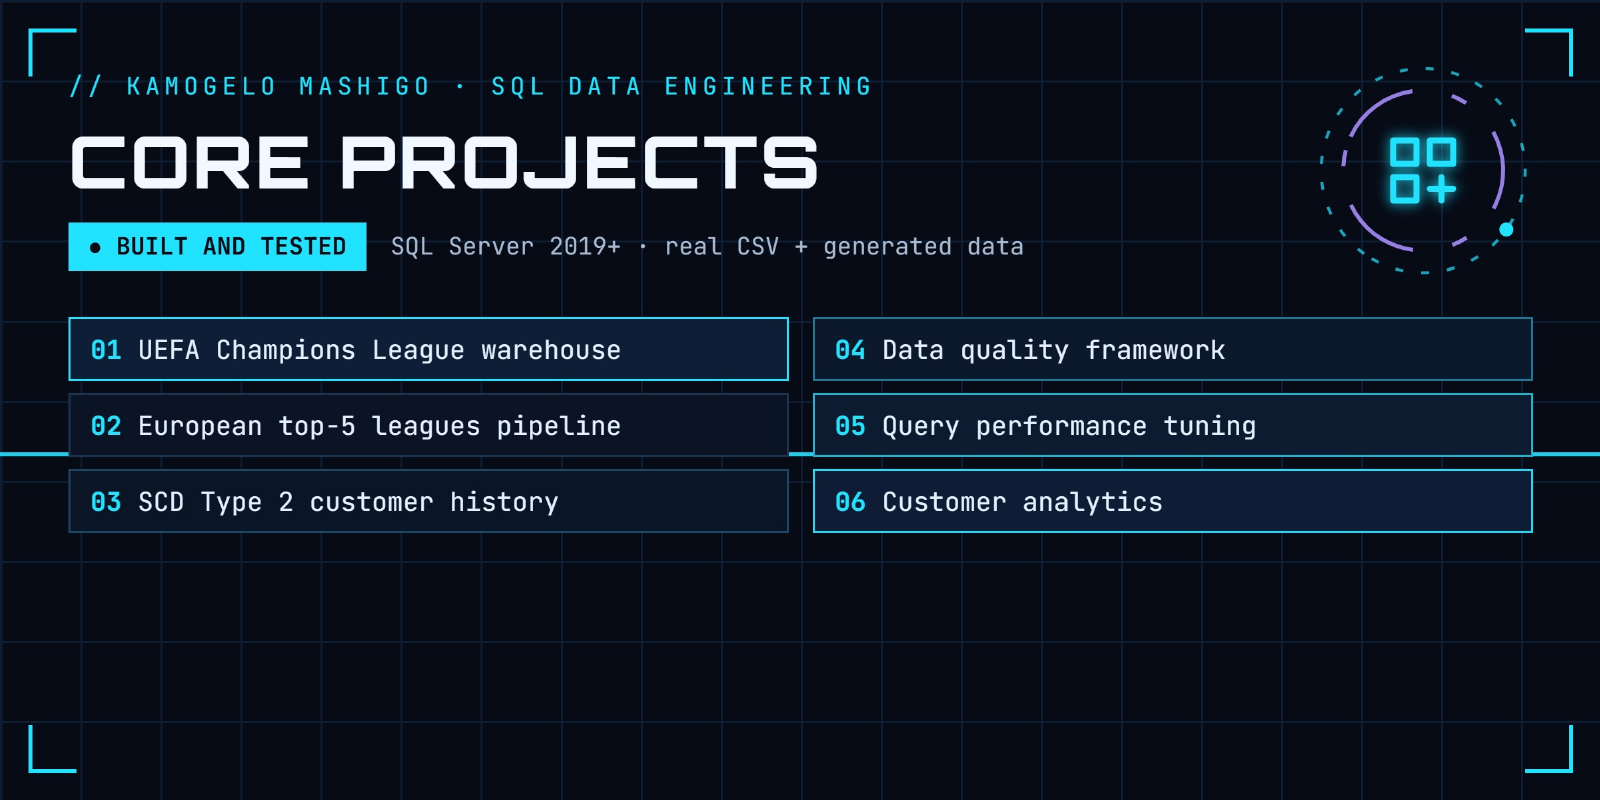 // KAMOGELO MASHIGO · SQL DATA ENGINEERING
CORE PROJECTS
● BUILT AND TESTED SQL Server 2019+ · real CSV + generated data
01 UEFA Champions League warehouse
02 European top-5 leagues pipeline
03 SCD Type 2 customer history
04 Data quality framework
05 Query performance tuning
06 Customer analytics